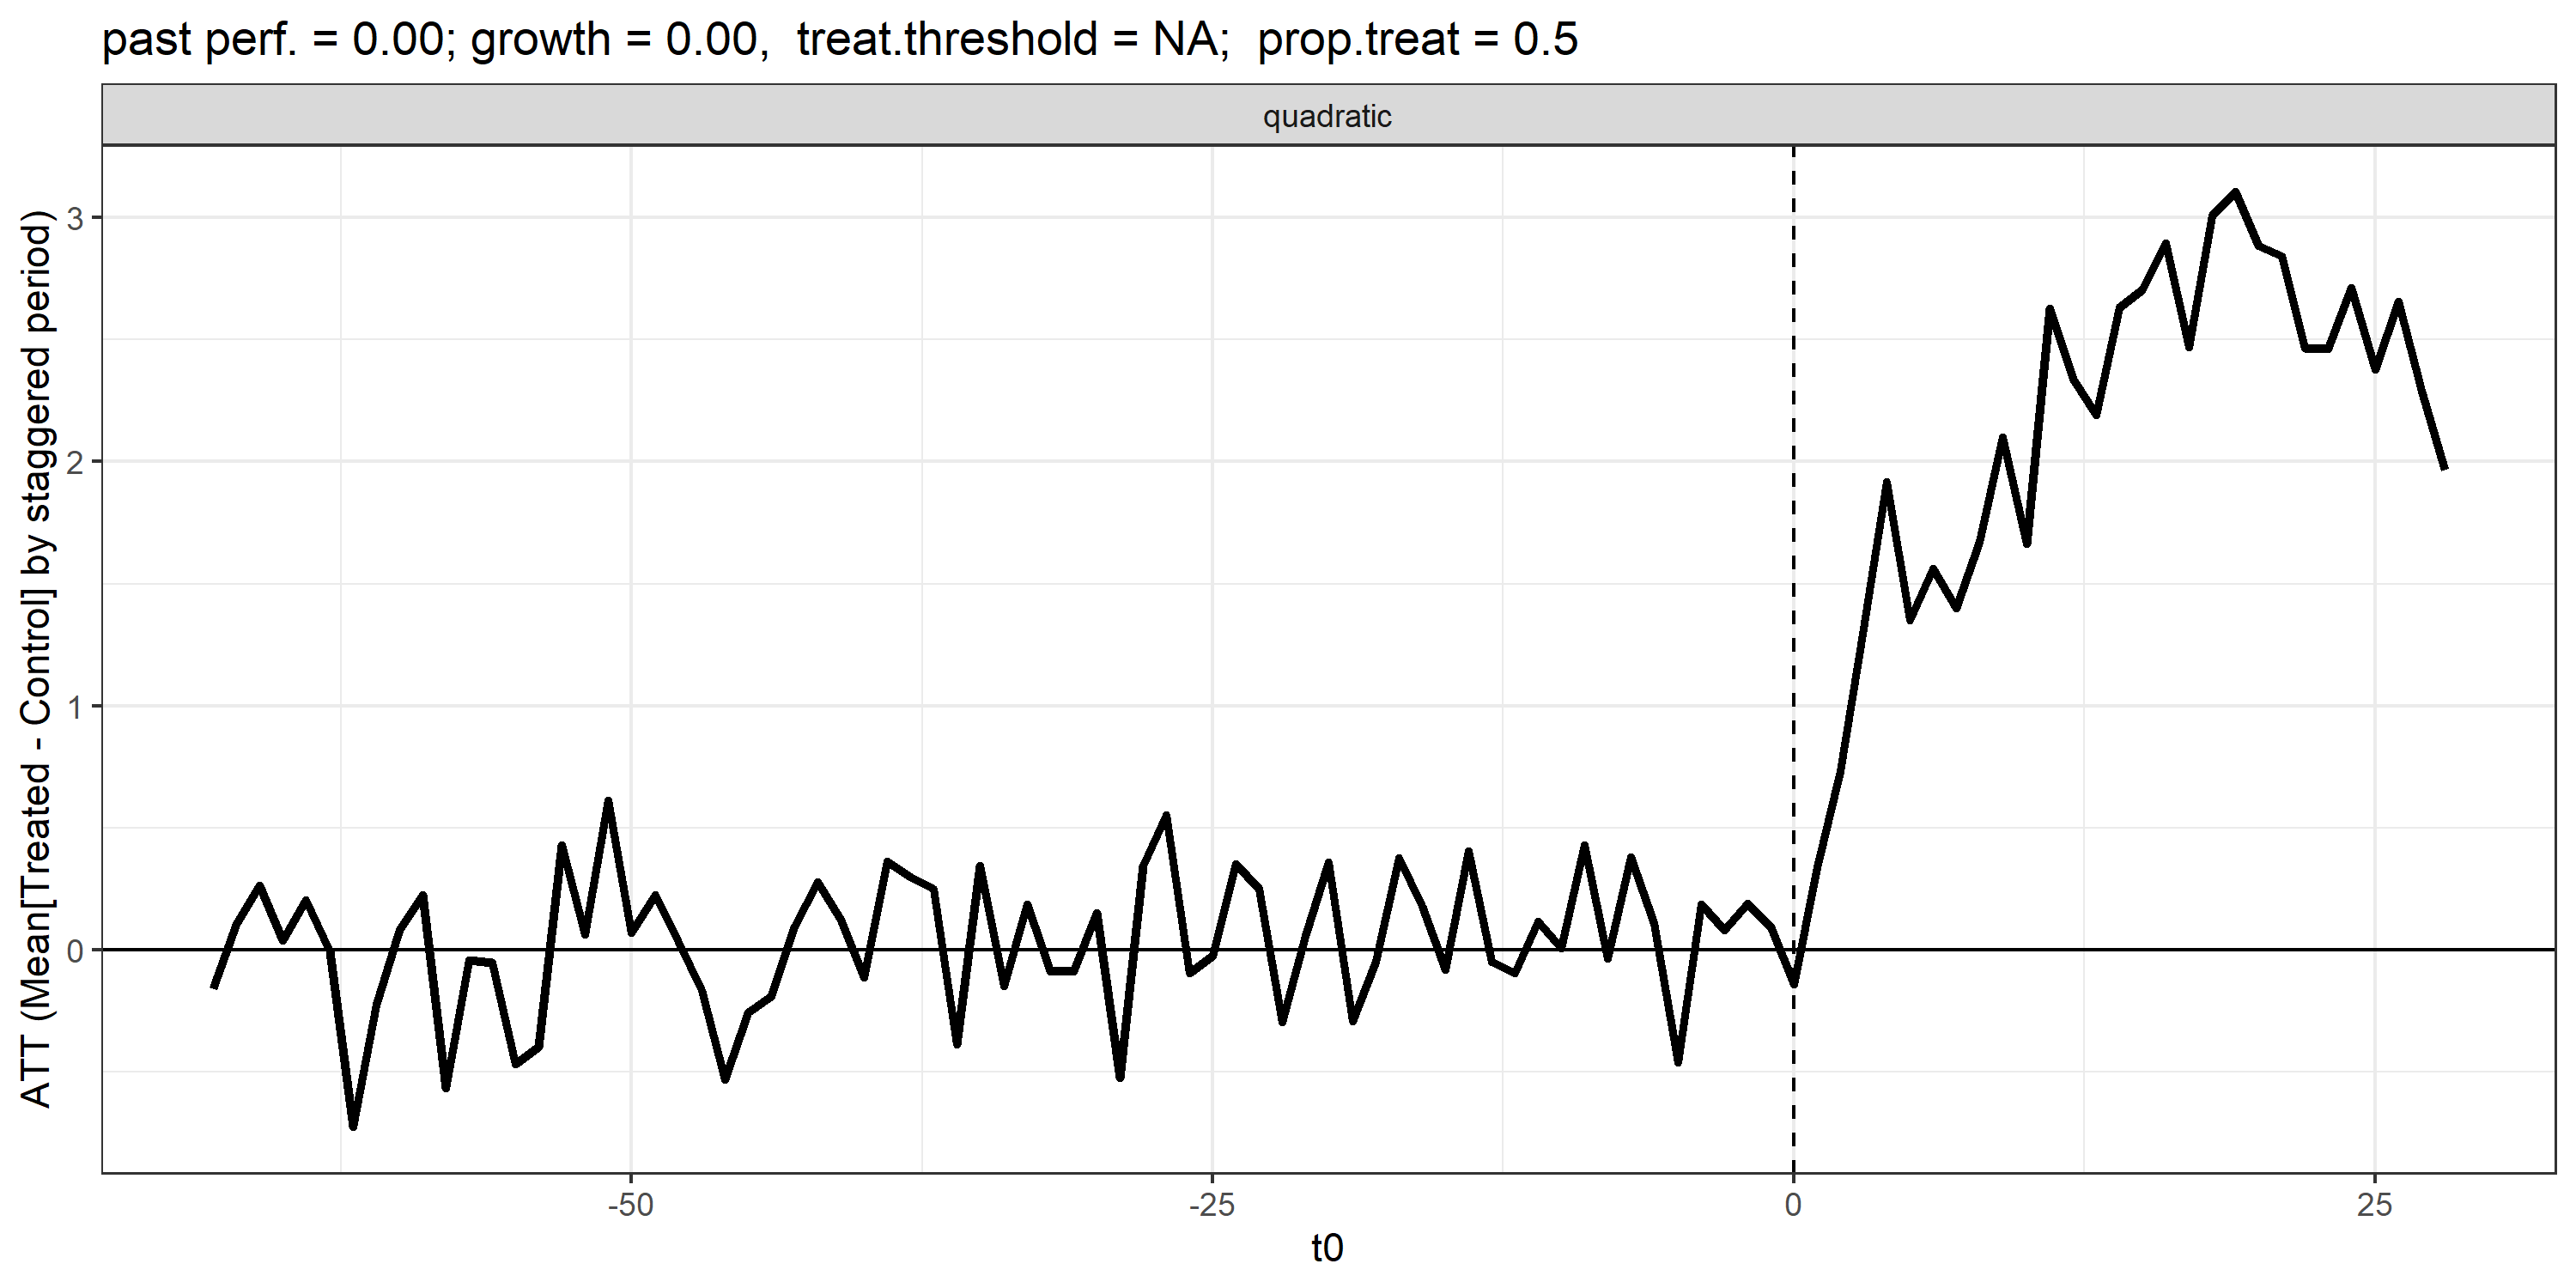 past perf. = 0.00; growth = 0.00,  treat.threshold = NA;  prop.treat = 0.5
quadratic
ATT (Mean[Treated - Control] by staggered period)
3
2
1
0
-50
-25
0
25
t0